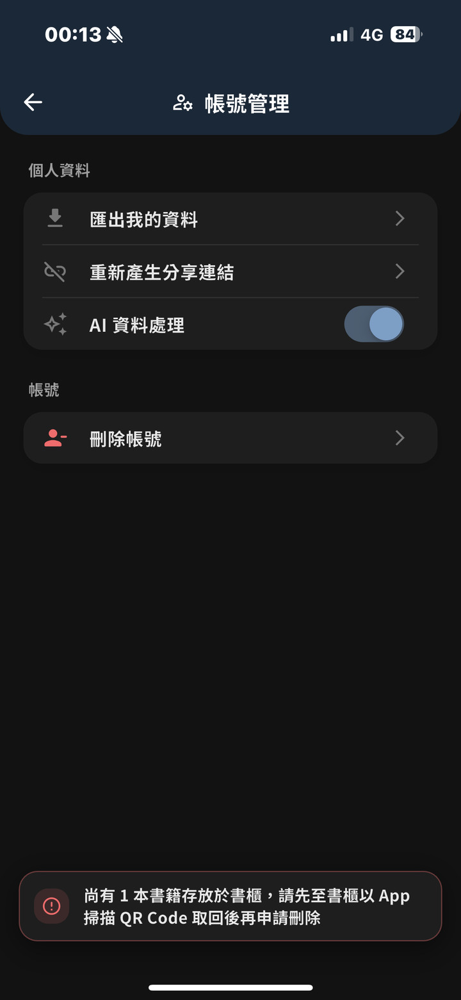 00:13
4G
84
帳號管理
個人資料
匯出我的資料
重新產生分享連結
AI 資料處理
帳號
刪除帳號
尚有 1 本書籍存放於書櫃，請先至書櫃以 App
掃描 QR Code 取回後再申請刪除